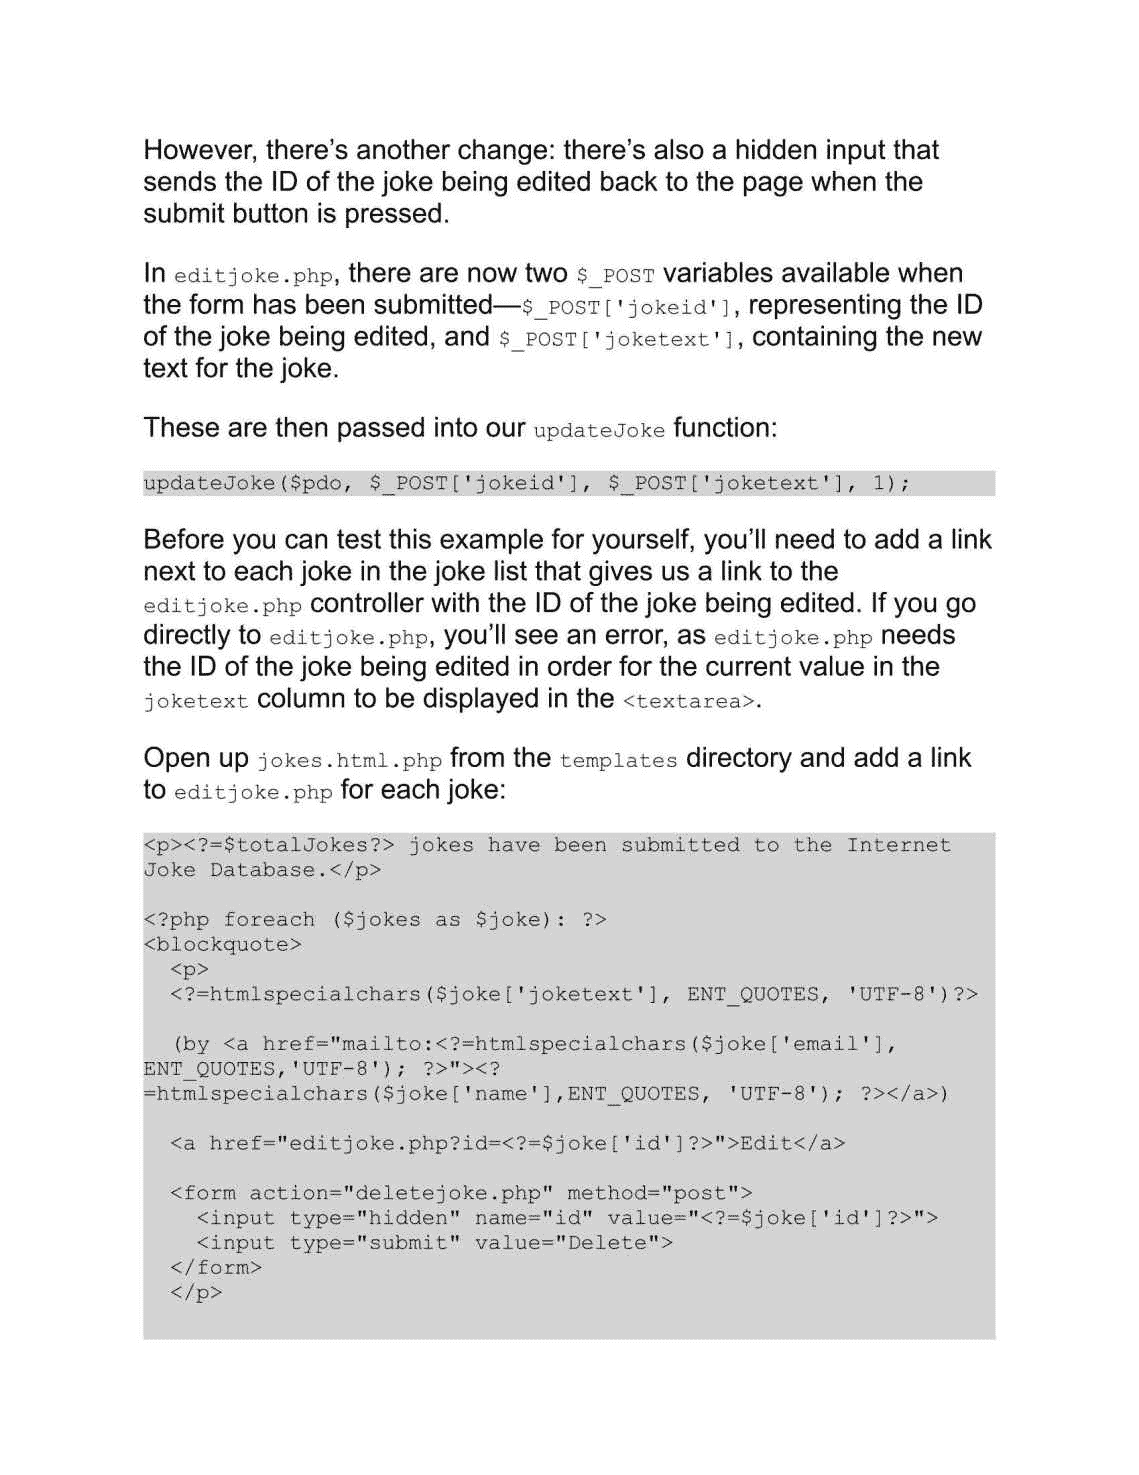 However, there’s another change: there’s also a hidden input that
sends the ID of the joke being edited back to the page when the
submit button is pressed.
In editjoke.php, there are now two $_POST variables available when
the form has been submitted—$_POST['jokeid'], representing the ID
of the joke being edited, and $_POST['joketext'], containing the new
text for the joke.
These are then passed into our updateJoke function:
updateJoke($pdo, $_POST['jokeid'], $_POST['joketext'], 1);
Before you can test this example for yourself, you’ll need to add a link
next to each joke in the joke list that gives us a link to the
editjoke.php controller with the ID of the joke being edited. If you go
directly to editjoke.php, you’ll see an error, as editjoke.php needs
the ID of the joke being edited in order for the current value in the
joketext column to be displayed in the <textarea>.
Open up jokes.html.php from the templates directory and add a link
to editjoke.php for each joke:
<p><?=$totalJokes?> jokes have been submitted to the Internet
Joke Database.</p>
<?php foreach ($jokes as $joke): ?>
<blockquote>
  <p>
  <?=htmlspecialchars($joke['joketext'], ENT_QUOTES, 'UTF-8')?>
  (by <a href="mailto:<?=htmlspecialchars($joke['email'],
ENT_QUOTES,'UTF-8'); ?>"><?
=htmlspecialchars($joke['name'],ENT_QUOTES, 'UTF-8'); ?></a>)
  <a href="editjoke.php?id=<?=$joke['id']?>">Edit</a>
  <form action="deletejoke.php" method="post">
    <input type="hidden" name="id" value="<?=$joke['id']?>">
    <input type="submit" value="Delete">
  </form>
  </p>